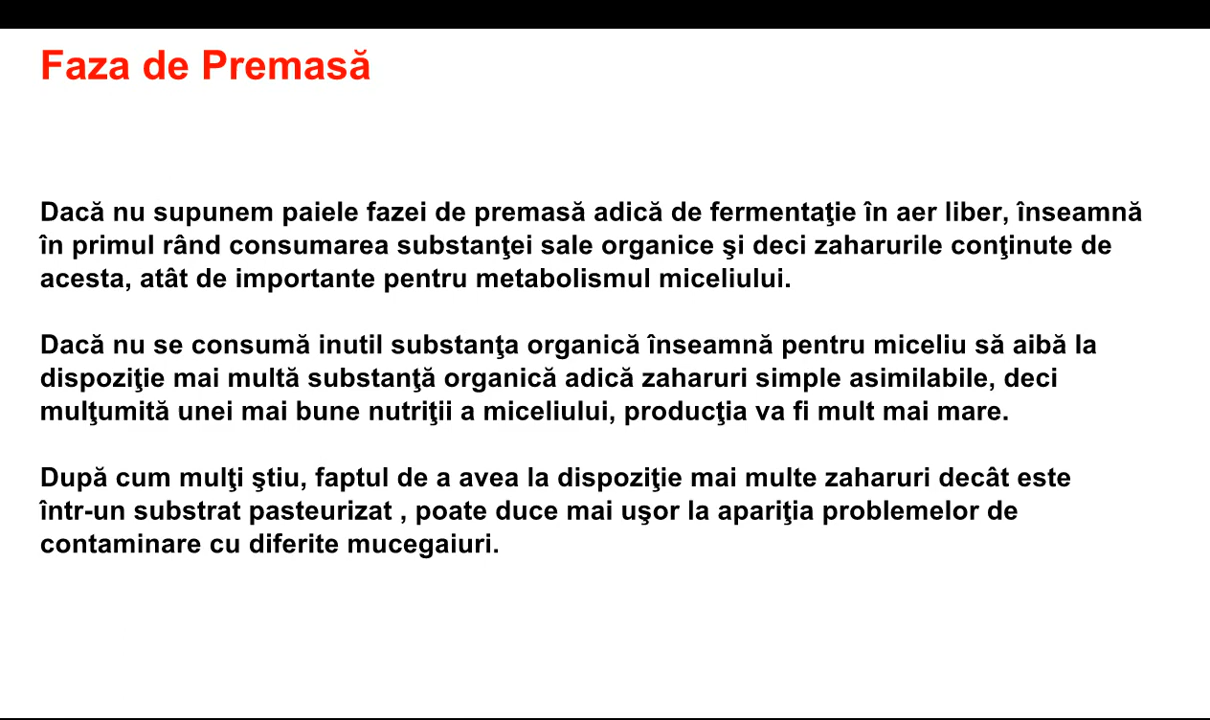 Faza de Premasă
Dacă nu supunem paiele fazei de premasă adică de fermentaţie în aer liber, înseamnă
în primul rând consumarea substanţei sale organice şi deci zaharurile conţinute de
acesta, atât de importante pentru metabolismul miceliului.
Dacă nu se consumă inutil substanţa organică înseamnă pentru miceliu să aibă la
dispoziţie mai multă substanţă organică adică zaharuri simple asimilabile, deci
mulţumită unei mai bune nutriţii a miceliului, producţia va fi mult mai mare.
După cum mulţi ştiu, faptul de a avea la dispoziţie mai multe zaharuri decât este
într-un substrat pasteurizat , poate duce mai uşor la apariţia problemelor de
contaminare cu diferite mucegaiuri.